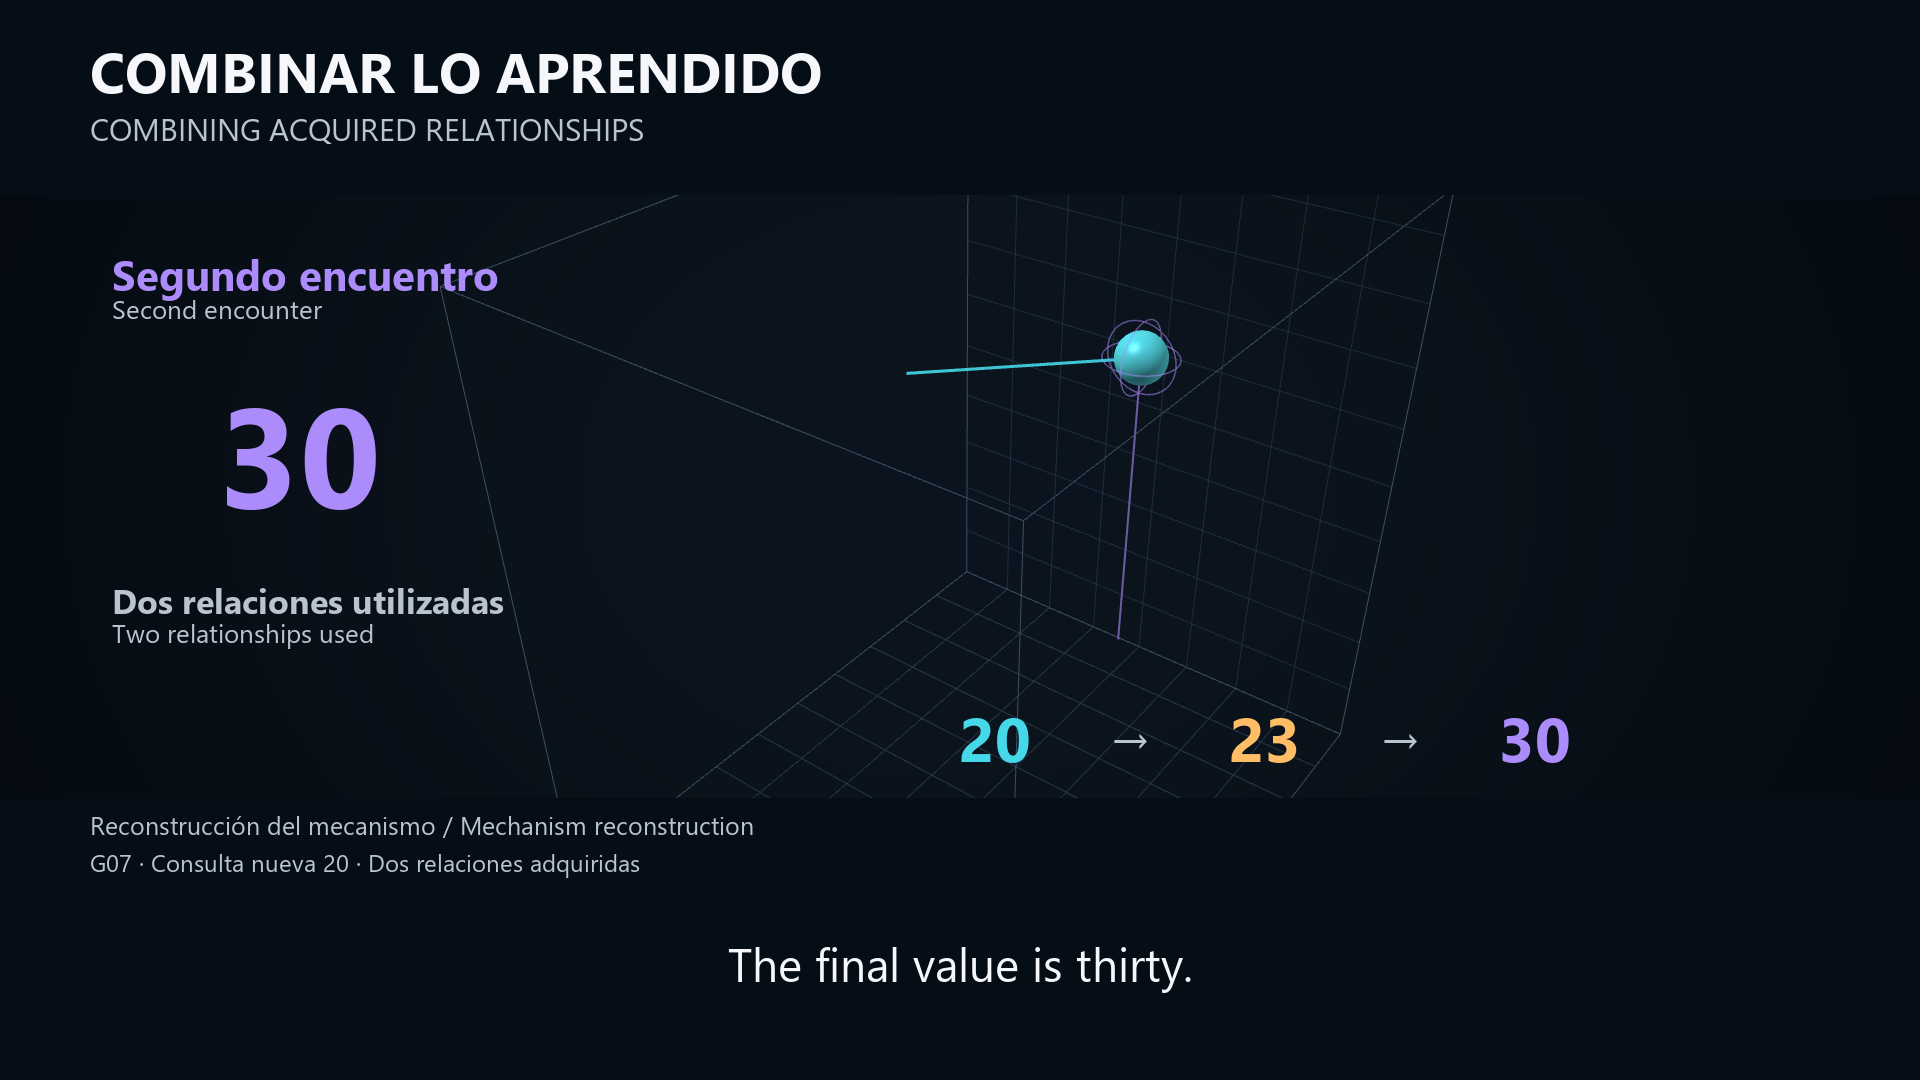 COMBINAR LO APRENDIDO
COMBINING ACQUIRED RELATIONSHIPS
Segundo encuentro
Second encounter
30
Dos relaciones utilizadas
Two relationships used
20 → 23 → 30
Reconstrucción del mecanismo / Mechanism reconstruction
G07 · Consulta nueva 20 · Dos relaciones adquiridas
The final value is thirty.